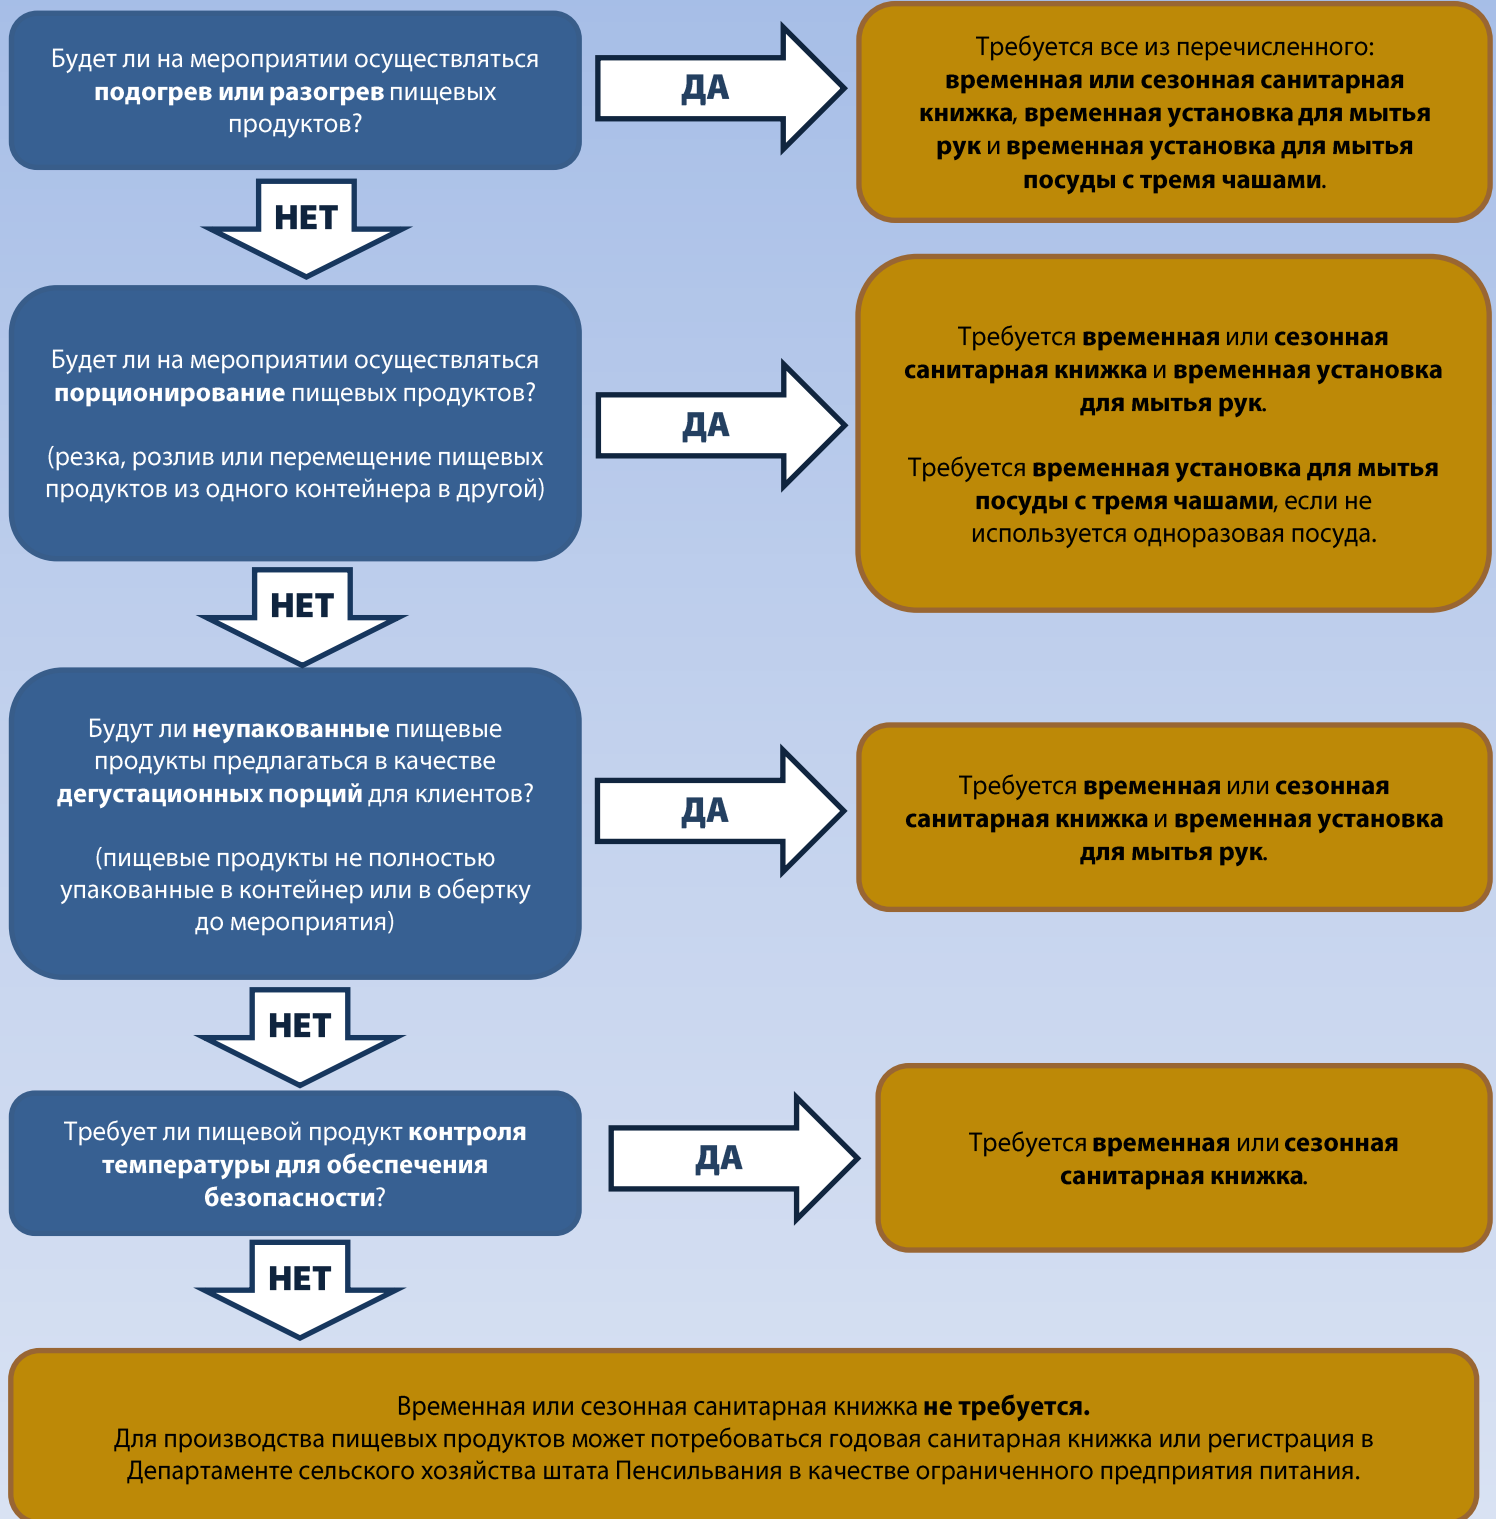 Будет ли на мероприятии осуществляться
подогрев или разогрев пищевых
продуктов?
ДА
Требуется все из перечисленного:
временная или сезонная санитарная
книжка, временная установка для мытья
рук и временная установка для мытья
посуды с тремя чашами.
НЕТ
Будет ли на мероприятии осуществляться
порционирование пищевых продуктов?
(резка, розлив или перемещение пищевых
продуктов из одного контейнера в другой)
ДА
Требуется временная или сезонная
санитарная книжка и временная установка
для мытья рук.
Требуется временная установка для мытья
посуды с тремя чашами, если не
используется одноразовая посуда.
НЕТ
Будут ли неупакованные пищевые
продукты предлагаться в качестве
дегустационных порций для клиентов?
(пищевые продукты не полностью
упакованные в контейнер или в обертку
до мероприятия)
ДА
Требуется временная или сезонная
санитарная книжка и временная установка
для мытья рук.
НЕТ
Требует ли пищевой продукт контроля
температуры для обеспечения
безопасности?
ДА
Требуется временная или сезонная
санитарная книжка.
НЕТ
Временная или сезонная санитарная книжка не требуется.
Для производства пищевых продуктов может потребоваться годовая санитарная книжка или регистрация в
Департаменте сельского хозяйства штата Пенсильвания в качестве ограниченного предприятия питания.